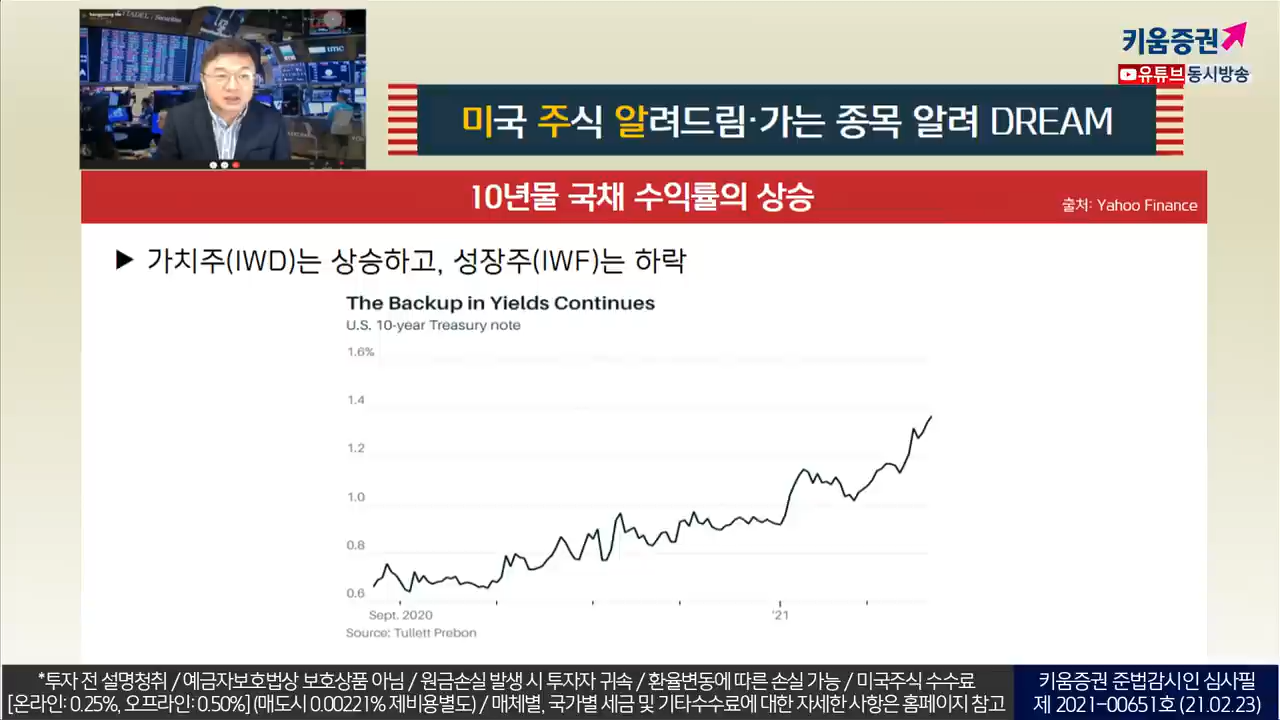 CITADEL Securities
imc
키움증권
유튜브 동시방송
미국 주식 알려드림·가는 종목 알려 DREAM
10년물 국채 수익률의 상승
출처: Yahoo Finance
▶ 가치주(IWD)는 상승하고, 성장주(IWF)는 하락
The Backup in Yields Continues
U.S. 10-year Treasury note
1.6%
1.4
1.2
1.0
0.8
0.6
Sept. 2020 '21
Source: Tullett Prebon
*투자 전 설명청취 / 예금자보호법상 보호상품 아님 / 원금손실 발생 시 투자자 귀속 / 환율변동에 따른 손실 가능 / 미국주식 수수료
[온라인: 0.25%, 오프라인: 0.50%] (매도시 0.00221% 제비용별도) / 매체별, 국가별 세금 및 기타수수료에 대한 자세한 사항은 홈페이지 참고
키움증권 준법감시인 심사필
제 2021-00651호 (21.02.23)